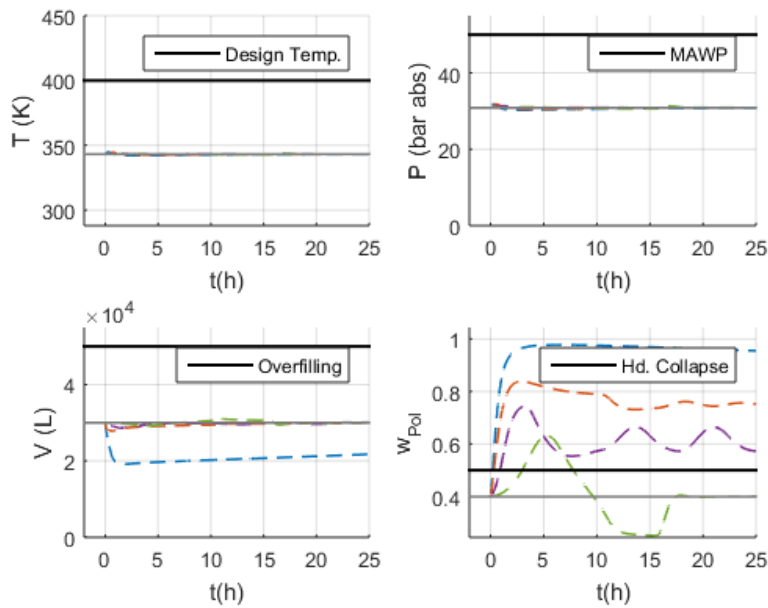 450
400
350
300
T (K)
Design Temp.
0 5 10 15 20 25
t(h)
40
20
0
P (bar abs)
MAWP
0 5 10 15 20 25
t(h)
×10⁴
4
2
0
V (L)
Overfilling
0 5 10 15 20 25
t(h)
1
0.8
0.6
0.4
w_Pol
Hd. Collapse
0 5 10 15 20 25
t(h)